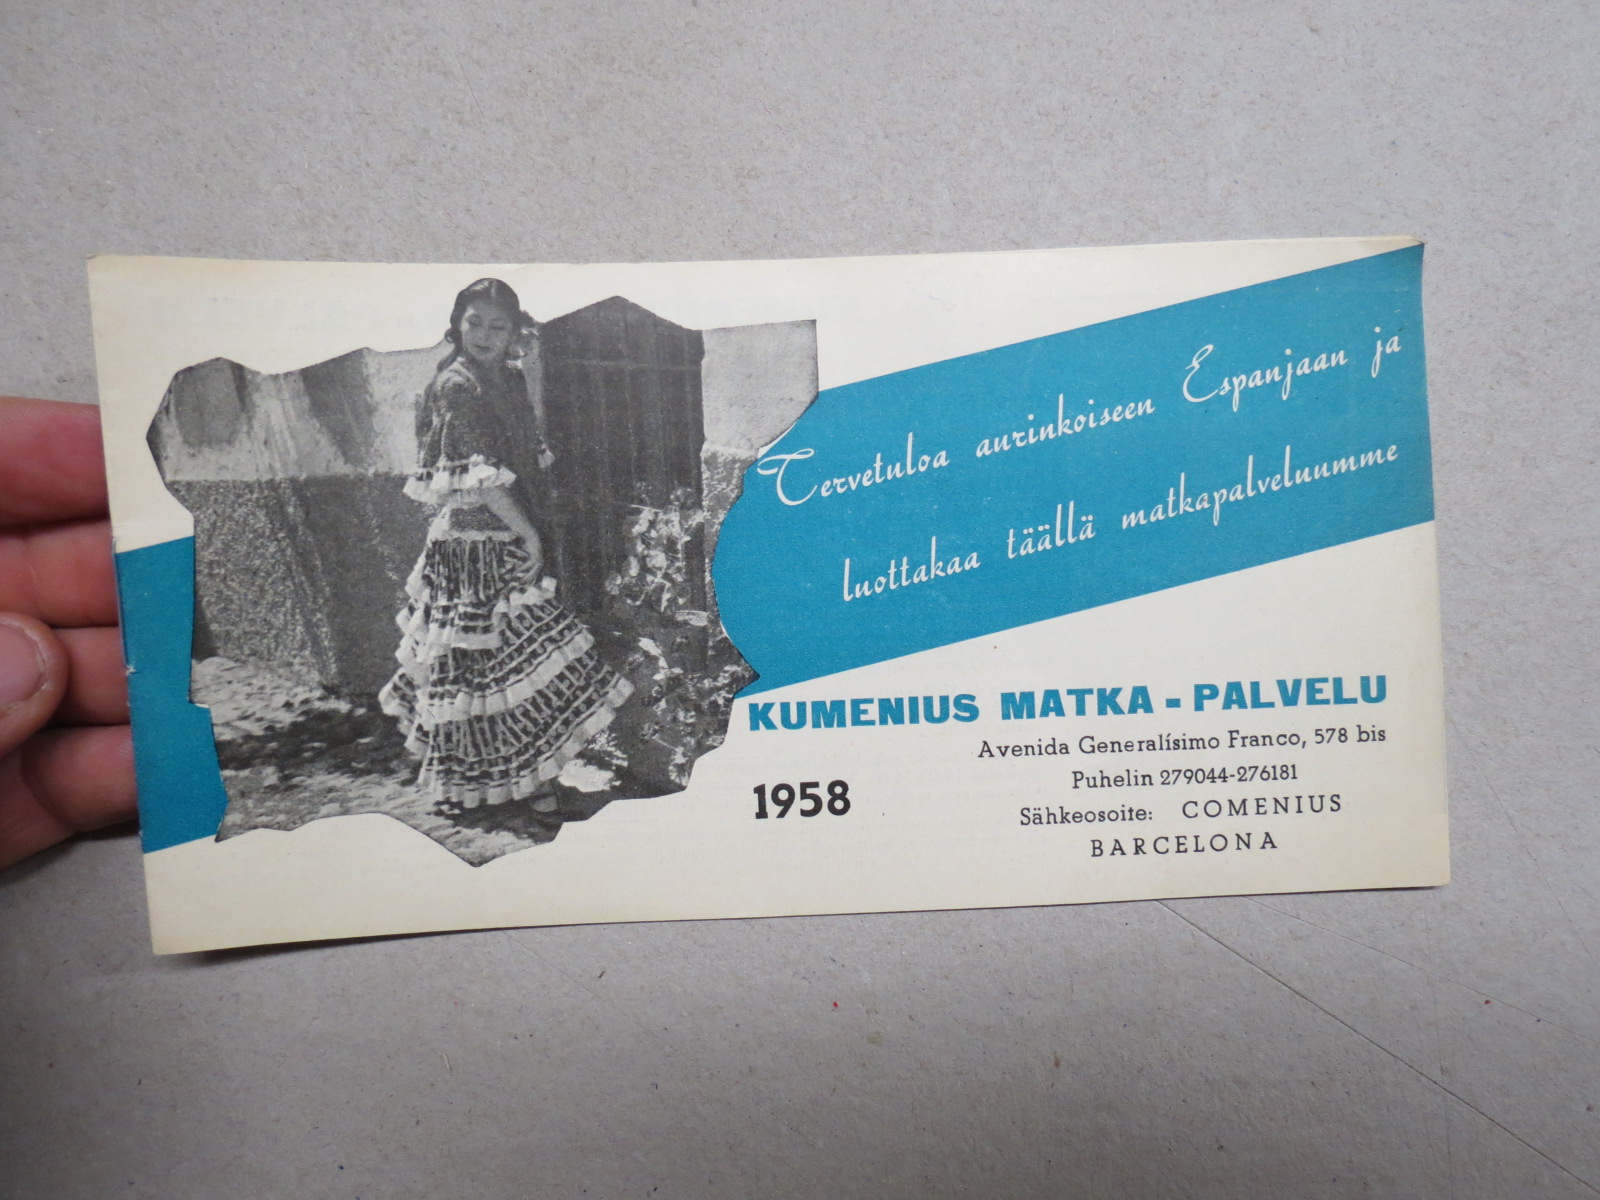 Tervetuloa aurinkoiseen Espanjaan ja
luottakaa täällä matkapalveluumme
KUMENIUS MATKA - PALVELU
Avenida Generalísimo Franco, 578 bis
Puhelin 279044-276181
Sähkeosoite: COMENIUS
BARCELONA
1958